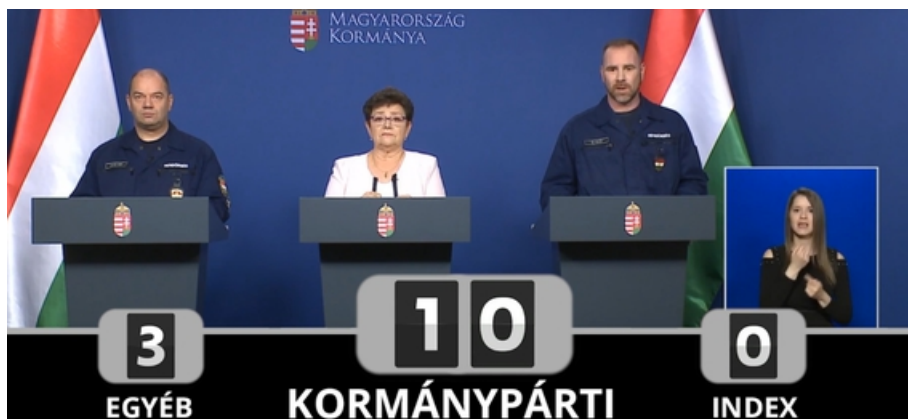 MAGYARORSZÁG
KORMÁNYA
3
10
0
EGYÉB
KORMÁNYPÁRTI
INDEX